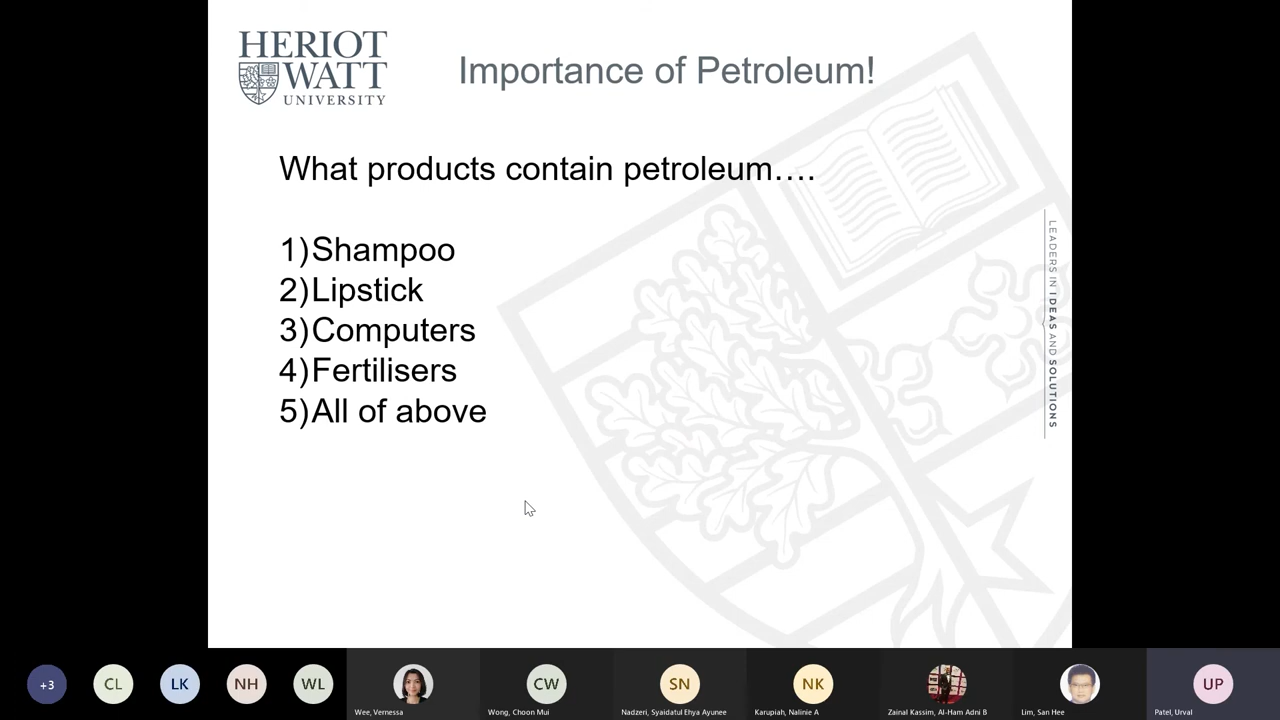 HERIOT
WATT
UNIVERSITY
Importance of Petroleum!
What products contain petroleum….
1)Shampoo
2)Lipstick
3)Computers
4)Fertilisers
5)All of above
LEADERS IN IDEAS AND SOLUTIONS
+3
CL
LK
NH
WL
Wee, Vernessa
CW
Wong, Choon Mui
SN
Nadzeri, Syaidatul Ehya Ayunee
NK
Karupiah, Nalinie A
Zainal Kassim, Al-Ham Adni B
Lim, San Hee
UP
Patel, Urval